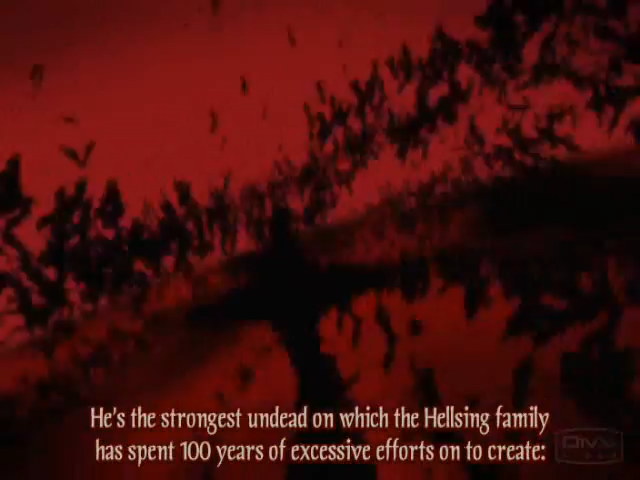 He's the strongest undead on which the Hellsing family
has spent 100 years of excessive efforts on to create:
DivX